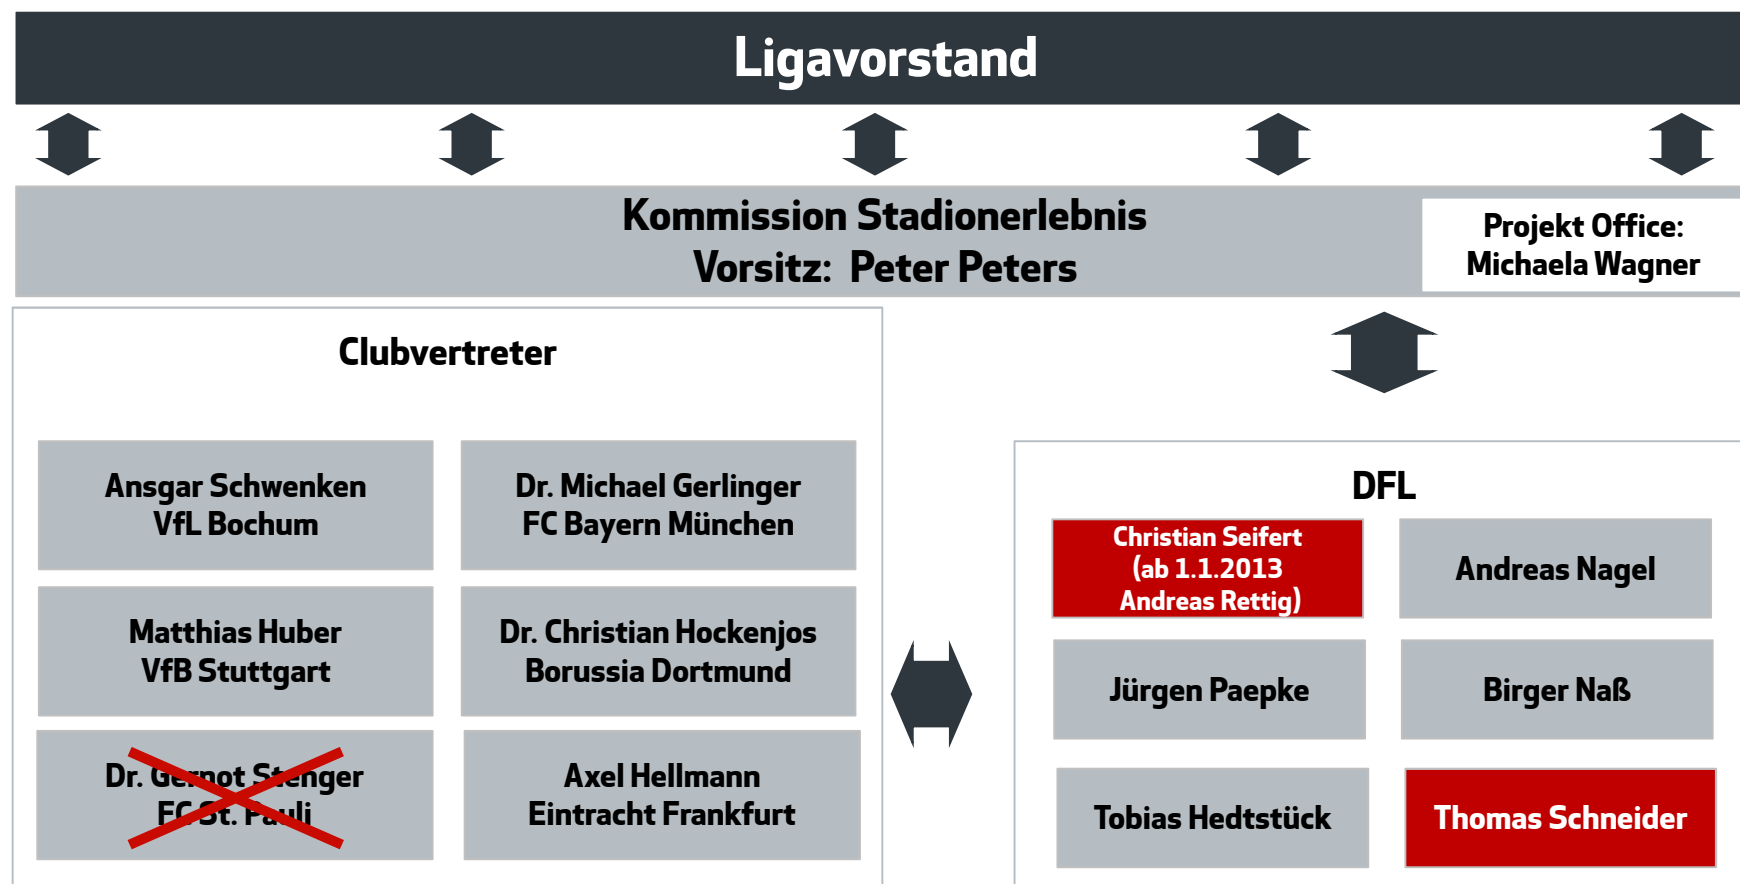 Ligavorstand
Kommission Stadionerlebnis
Vorsitz: Peter Peters
Projekt Office:
Michaela Wagner
Clubvertreter
Ansgar Schwenken
VfL Bochum
Dr. Michael Gerlinger
FC Bayern München
Matthias Huber
VfB Stuttgart
Dr. Christian Hockenjos
Borussia Dortmund
Dr. Gernot Stenger
FC St. Pauli
Axel Hellmann
Eintracht Frankfurt
DFL
Christian Seifert
(ab 1.1.2013
Andreas Rettig)
Andreas Nagel
Jürgen Paepke
Birger Naß
Tobias Hedtstück
Thomas Schneider